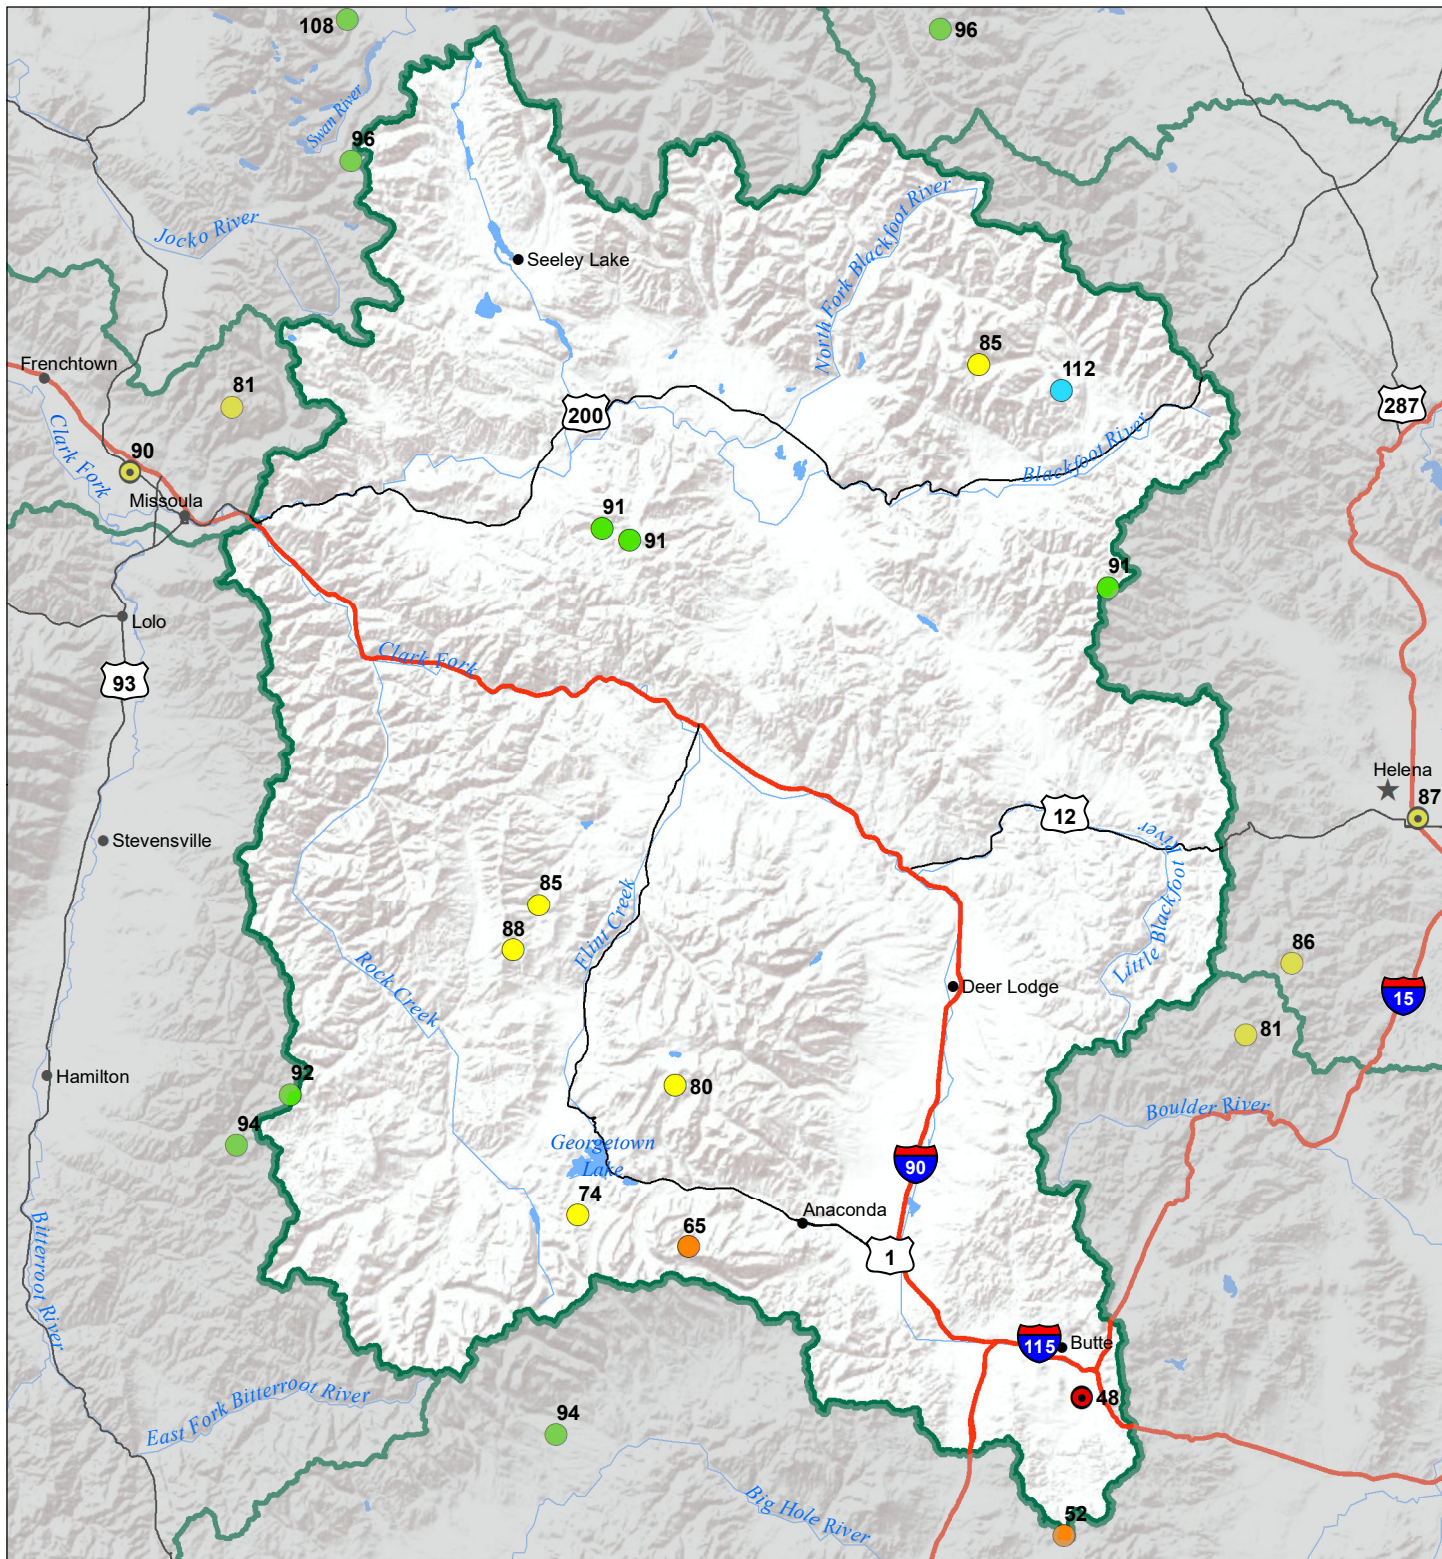 108
96
Swan River
96
Jocko River
North Fork Blackfoot River
Seeley Lake
Frenchtown
85
112
81
200
287
Clark Fork
90
Blackfoot River
Missoula
91
91
91
Lolo
Clark Fork
93
Helena
87
12
Stevensville
Little Blackfoot River
85
Flint Creek
88
86
Rock Creek
Deer Lodge
15
81
Hamilton
92
80
Boulder River
94
Georgetown
Lake
90
74
Anaconda
65
1
Bitterroot River
115
Butte
East Fork Bitterroot River
48
94
Big Hole River
52